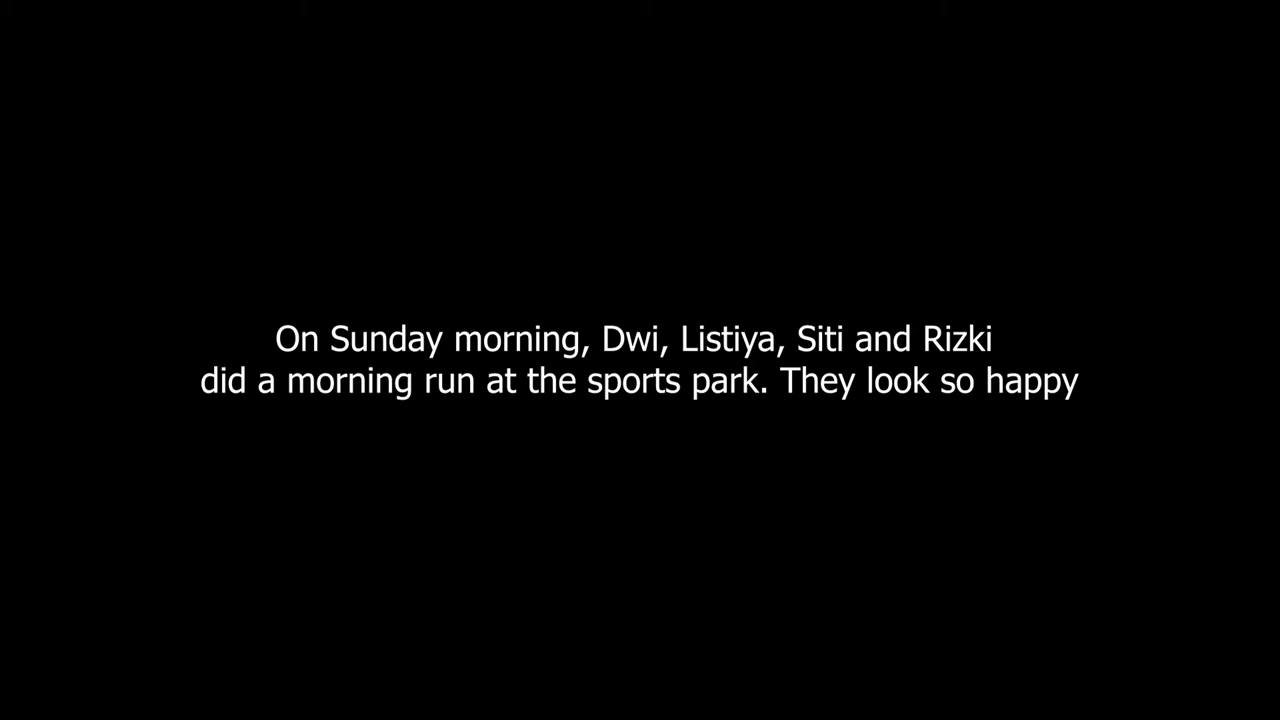 On Sunday morning, Dwi, Listiya, Siti and Rizki
did a morning run at the sports park. They look so happy